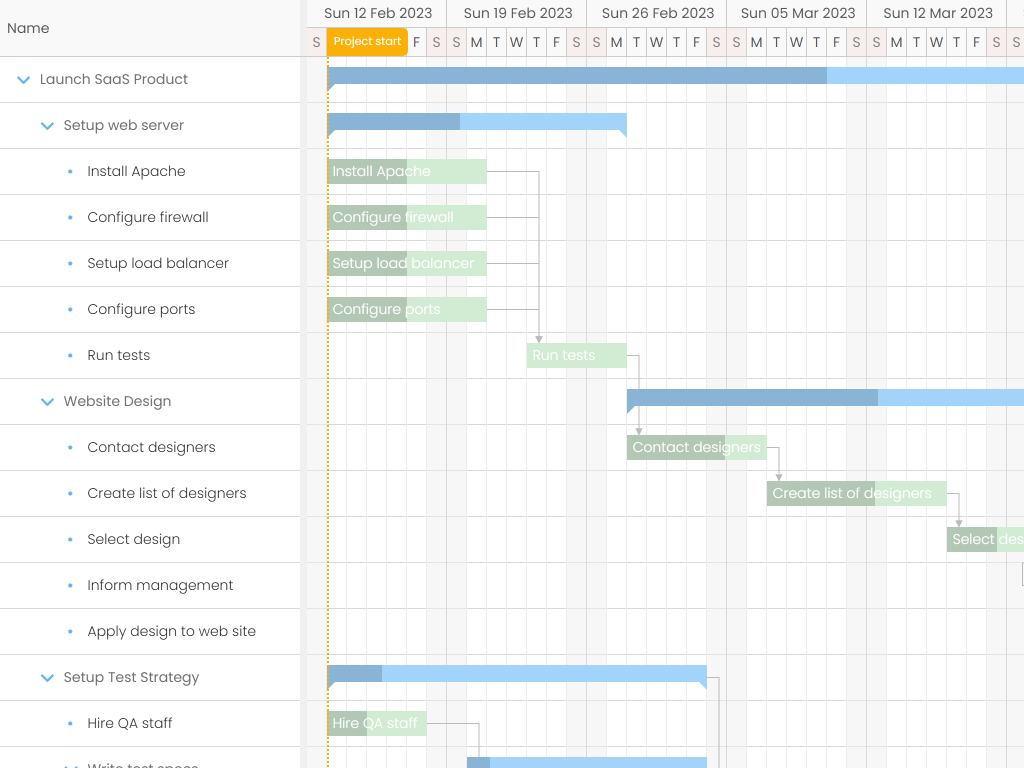 Name
Sun 12 Feb 2023 Sun 19 Feb 2023 Sun 26 Feb 2023 Sun 05 Mar 2023 Sun 12 Mar 2023
S Project start F S S M T W T F S S M T W T F S S M T W T F S S M T W T F S S
Launch SaaS Product
Setup web server
Install Apache Install Apache
Configure firewall Configure firewall
Setup load balancer Setup load balancer
Configure ports Configure ports
Run tests Run tests
Website Design
Contact designers Contact designers
Create list of designers Create list of designers
Select design Select des
Inform management
Apply design to web site
Setup Test Strategy
Hire QA staff Hire QA staff
Write test specs